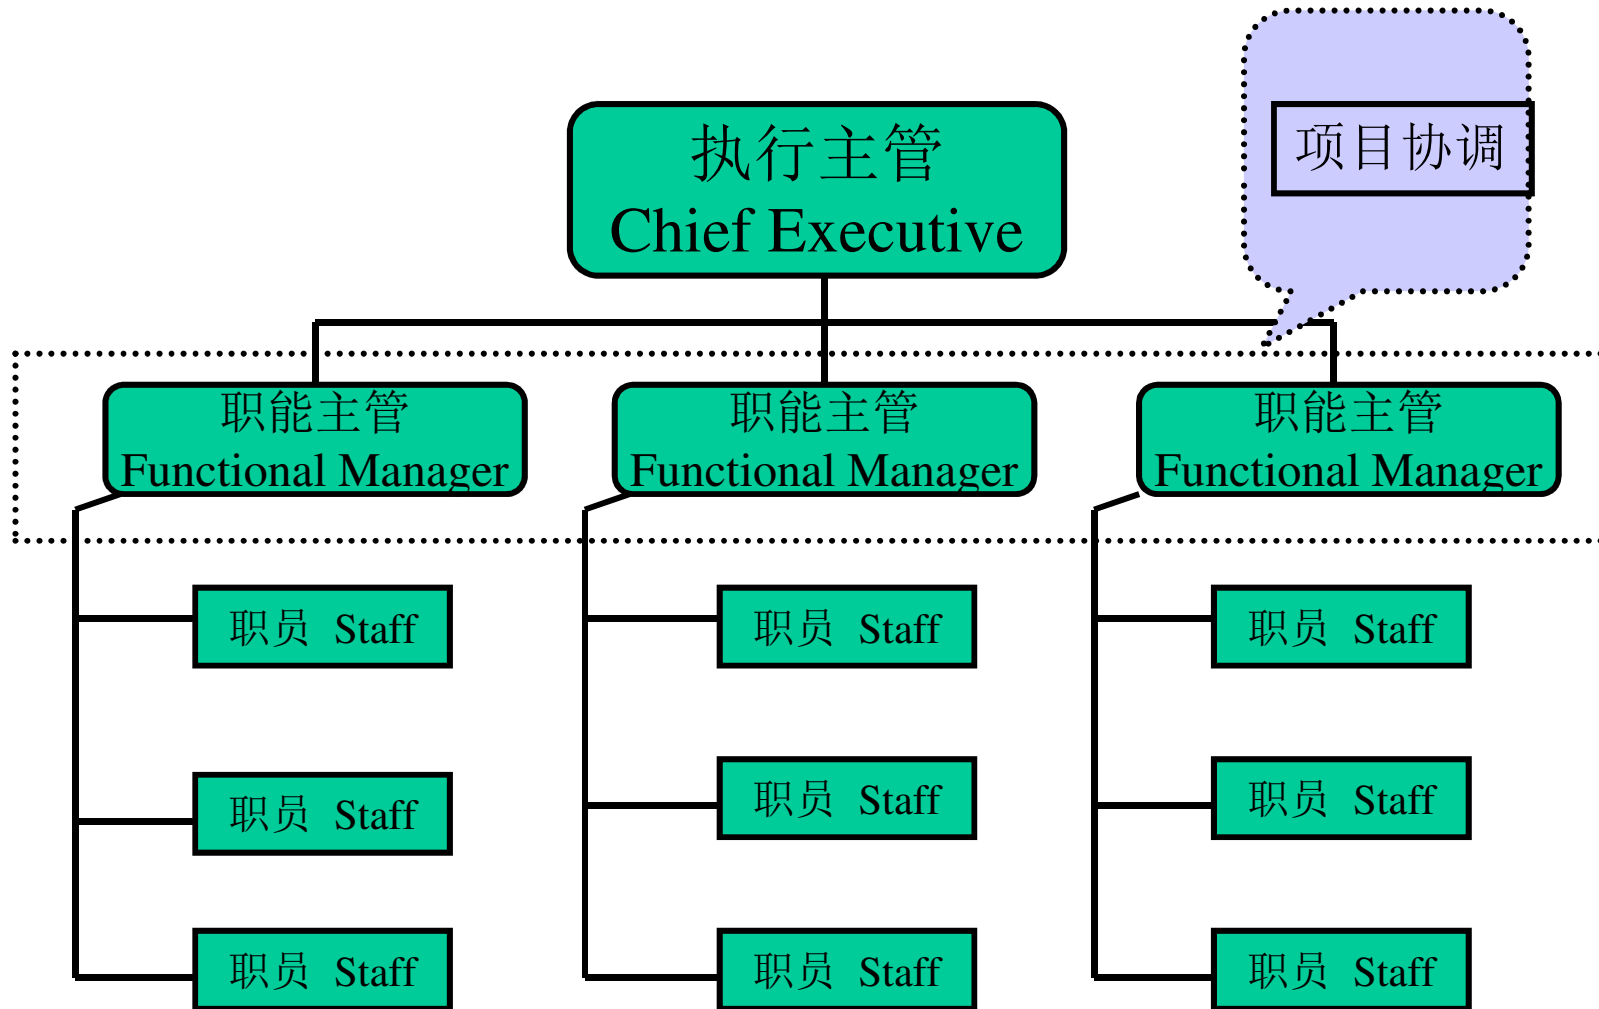 执行主管
Chief Executive
项目协调
职能主管
Functional Manager
职能主管
Functional Manager
职能主管
Functional Manager
职员 Staff
职员 Staff
职员 Staff
职员 Staff
职员 Staff
职员 Staff
职员 Staff
职员 Staff
职员 Staff